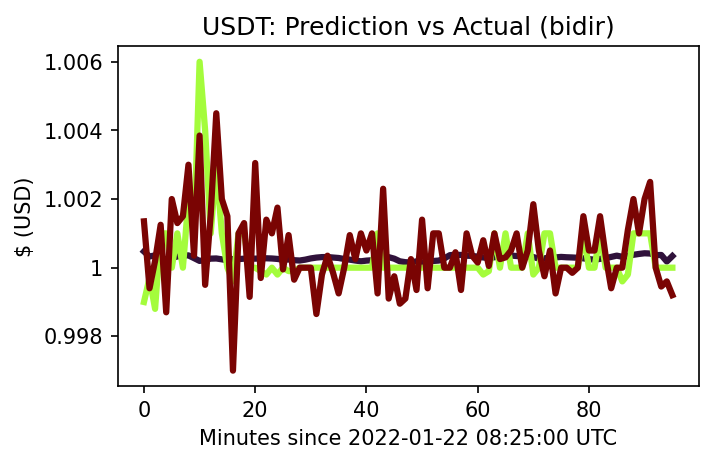 USDT: Prediction vs Actual (bidir)
1.006
1.004
1.002
1
0.998
$ (USD)
0 20 40 60 80
Minutes since 2022-01-22 08:25:00 UTC